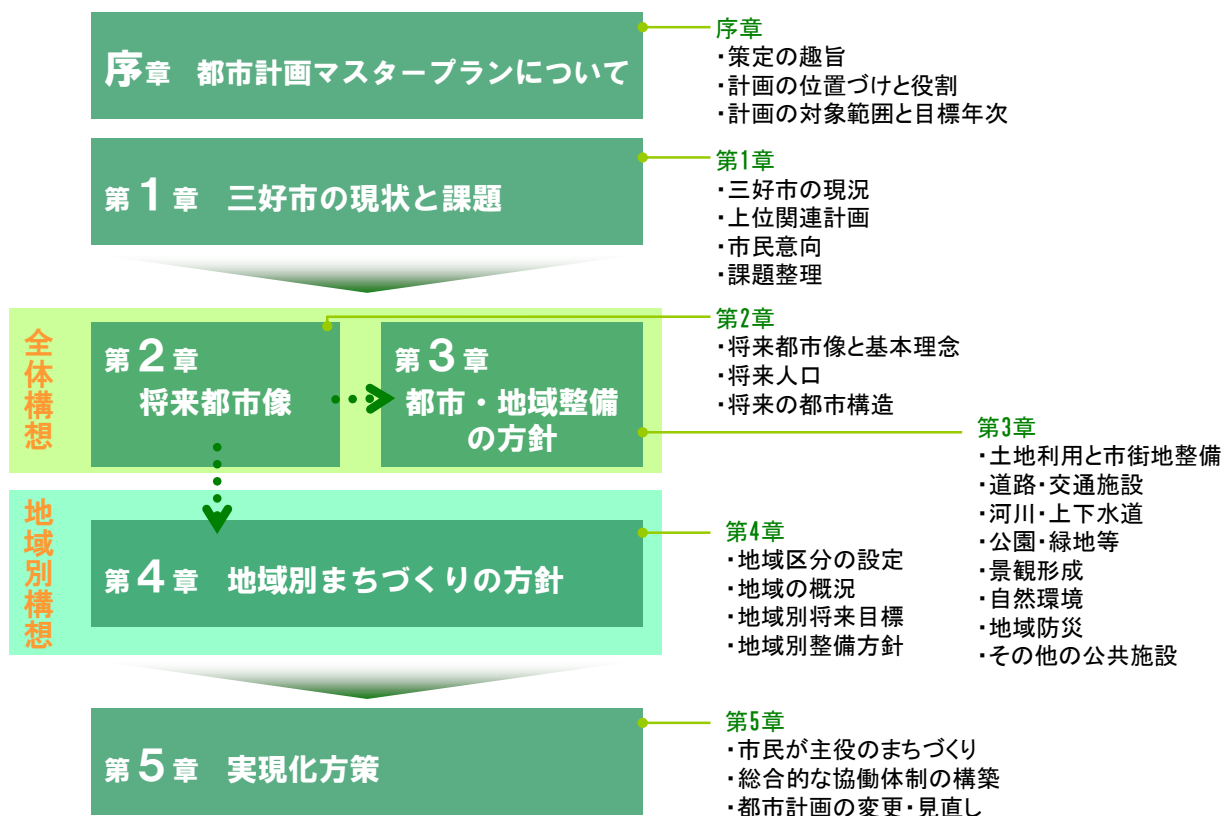 序章 都市計画マスタープランについて
序章
・策定の趣旨
・計画の位置づけと役割
・計画の対象範囲と目標年次
第1章 三好市の現状と課題
第1章
・三好市の現況
・上位関連計画
・市民意向
・課題整理
全体構想
第2章
将来都市像
第3章
都市・地域整備
の方針
第2章
・将来都市像と基本理念
・将来人口
・将来の都市構造
第3章
・土地利用と市街地整備
・道路・交通施設
・河川・上下水道
・公園・緑地等
・景観形成
・自然環境
・地域防災
・その他の公共施設
地域別構想
第4章 地域別まちづくりの方針
第4章
・地域区分の設定
・地域の概況
・地域別将来目標
・地域別整備方針
第5章 実現化方策
第5章
・市民が主役のまちづくり
・総合的な協働体制の構築
・都市計画の変更・見直し